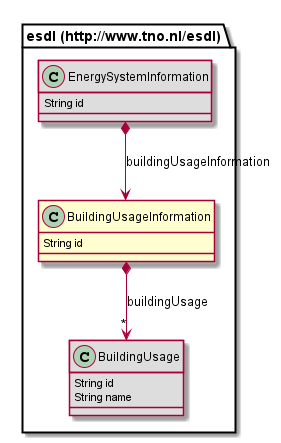 esdl (http://www.tno.nl/esdl)
C EnergySystemInformation
String id
buildingUsageInformation
C BuildingUsageInformation
String id
buildingUsage
*
C BuildingUsage
String id
String name